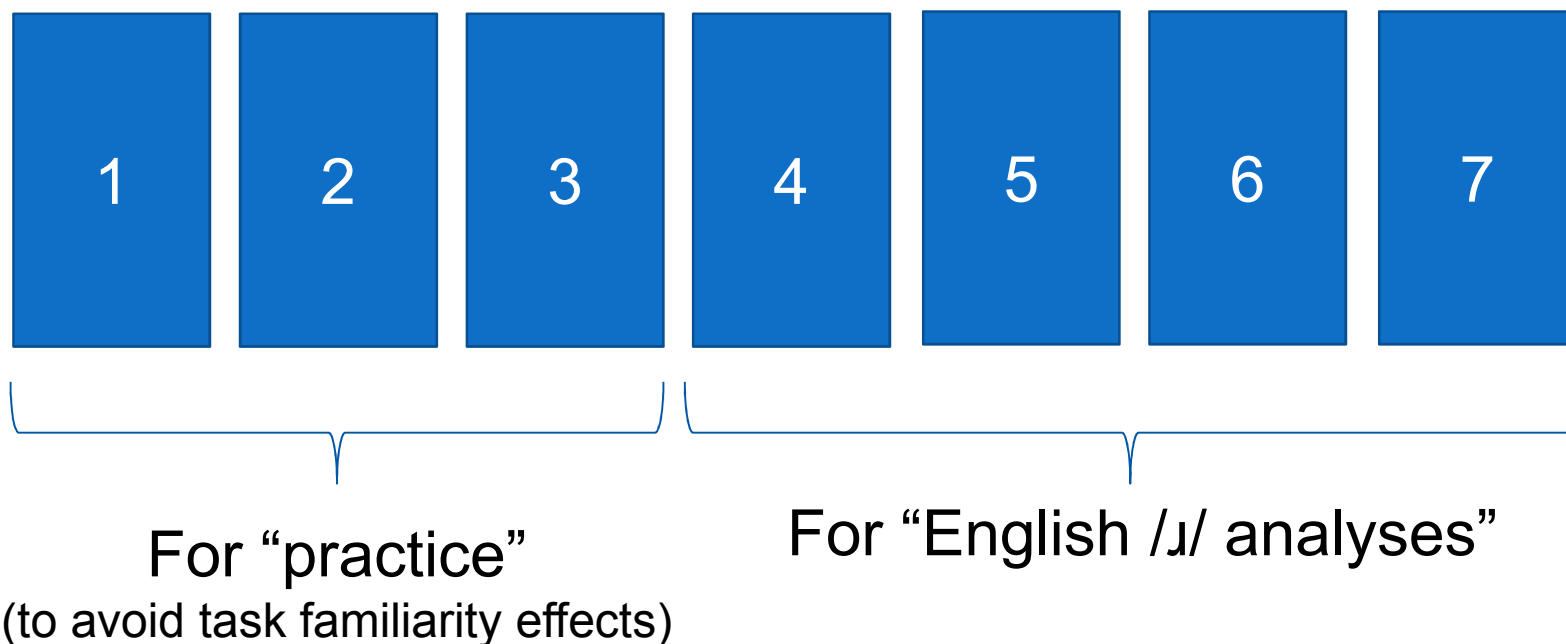 1 2 3 4 5 6 7
For “practice”
(to avoid task familiarity effects)
For “English /ɹ/ analyses”